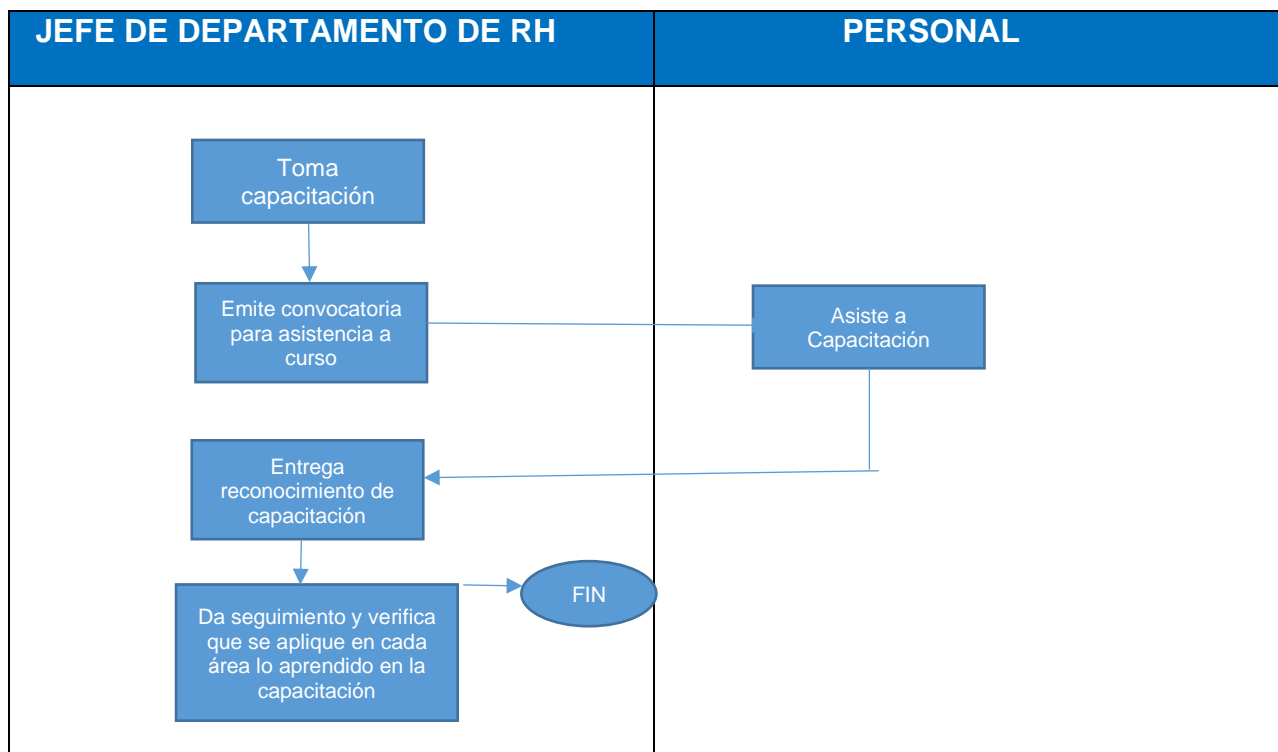 JEFE DE DEPARTAMENTO DE RH
PERSONAL
Toma
capacitación
Emite convocatoria
para asistencia a
curso
Asiste a
Capacitación
Entrega
reconocimiento de
capacitación
FIN
Da seguimiento y verifica
que se aplique en cada
área lo aprendido en la
capacitación